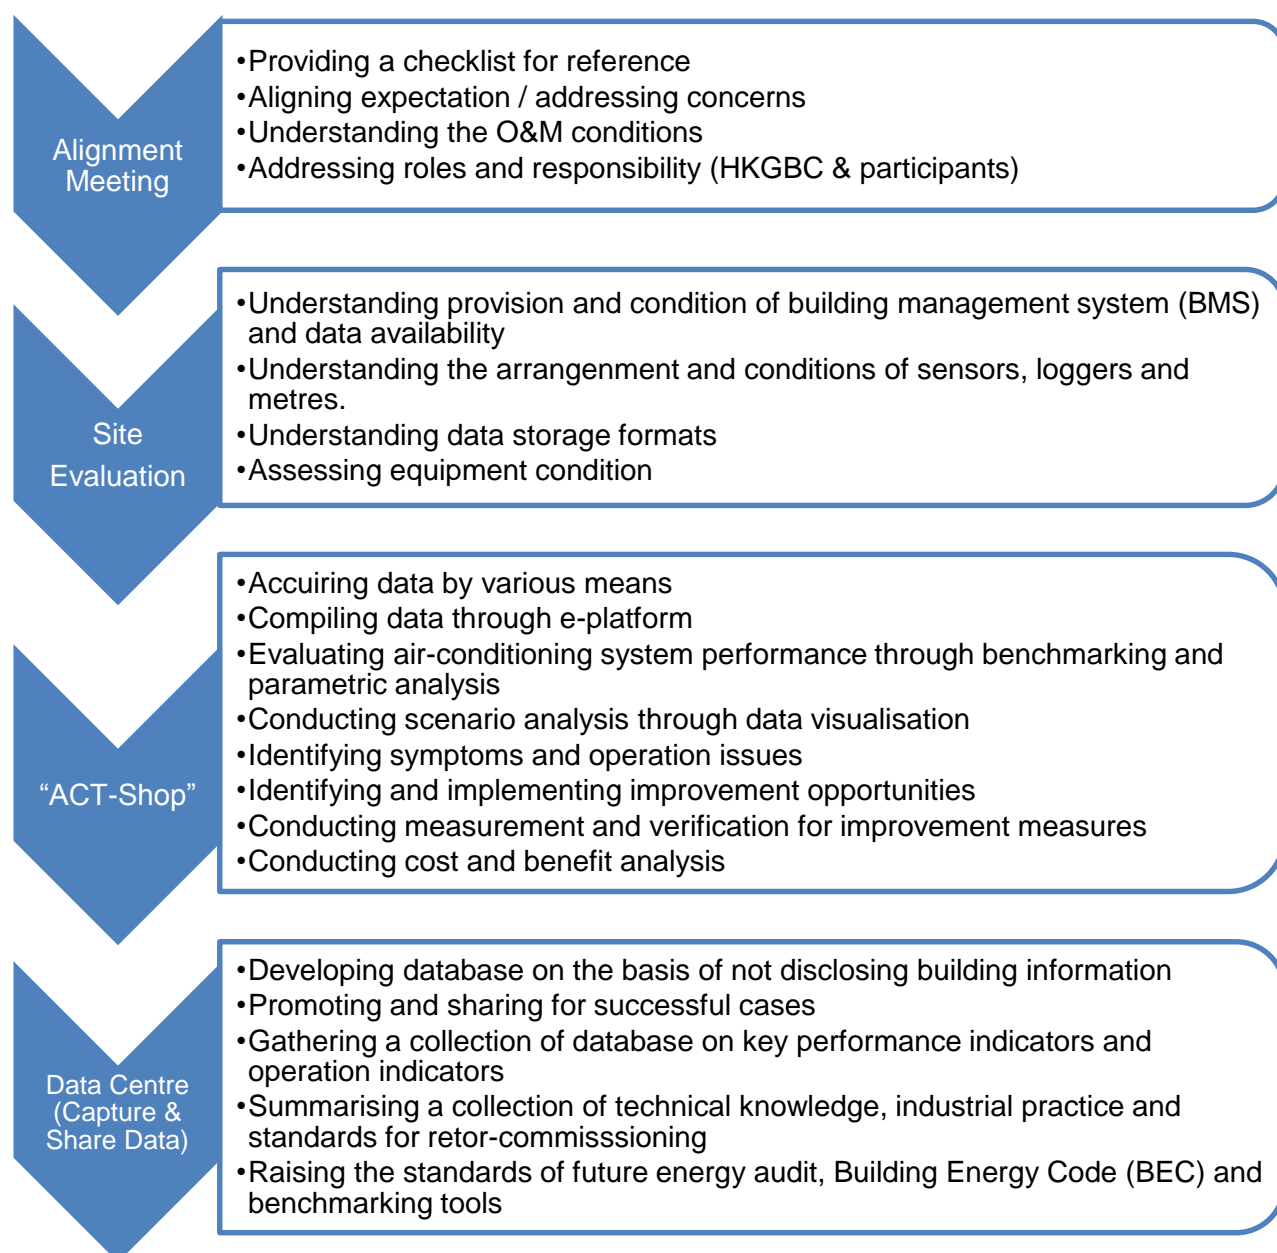 Alignment
Meeting
•Providing a checklist for reference
•Aligning expectation / addressing concerns
•Understanding the O&M conditions
•Addressing roles and responsibility (HKGBC & participants)
Site
Evaluation
•Understanding provision and condition of building management system (BMS)
and data availability
•Understanding the arrangenment and conditions of sensors, loggers and
metres.
•Understanding data storage formats
•Assessing equipment condition
“ACT-Shop”
•Accuiring data by various means
•Compiling data through e-platform
•Evaluating air-conditioning system performance through benchmarking and
parametric analysis
•Conducting scenario analysis through data visualisation
•Identifying symptoms and operation issues
•Identifying and implementing improvement opportunities
•Conducting measurement and verification for improvement measures
•Conducting cost and benefit analysis
Data Centre
(Capture &
Share Data)
•Developing database on the basis of not disclosing building information
•Promoting and sharing for successful cases
•Gathering a collection of database on key performance indicators and
operation indicators
•Summarising a collection of technical knowledge, industrial practice and
standards for retor-commisssioning
•Raising the standards of future energy audit, Building Energy Code (BEC) and
benchmarking tools